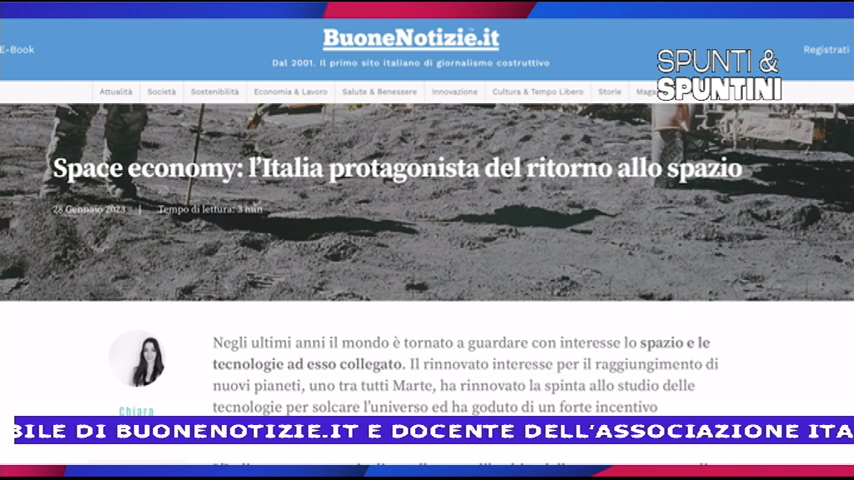 BuoneNotizie.it
E-Book
Dal 2001. Il primo sito italiano di giornalismo costruttivo
Registrati
SPUNTI &
SPUNTINI
Attualità Società Sostenibilità Economia & Lavoro Salute & Benessere Innovazione Cultura & Tempo Libero Storie Maga
Space economy: l'Italia protagonista del ritorno allo spazio
28 Gennaio 2023 | Tempo di lettura: 3 min
Negli ultimi anni il mondo è tornato a guardare con interesse lo spazio e le
tecnologie ad esso collegato. Il rinnovato interesse per il raggiungimento di
nuovi pianeti, uno tra tutti Marte, ha rinnovato la spinta allo studio delle
tecnologie per solcare l'universo ed ha goduto di un forte incentivo
Chiara
BILE DI BUONENOTIZIE.IT E DOCENTE DELL'ASSOCIAZIONE ITA